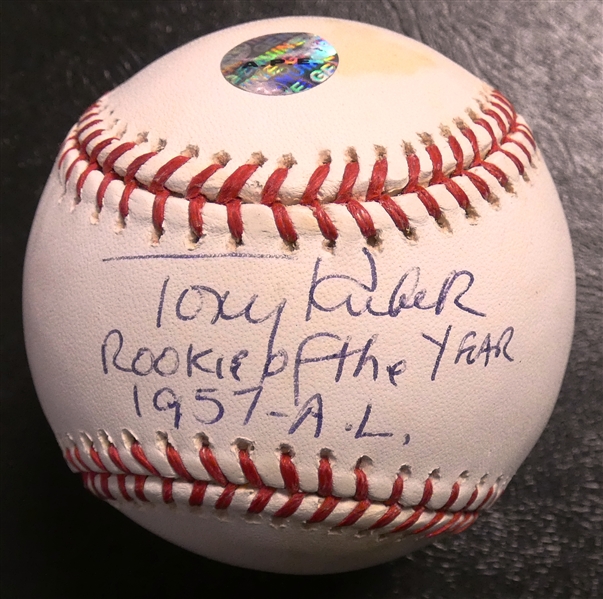 Tony Kubek
Rookie of the Year
1957-A.L.